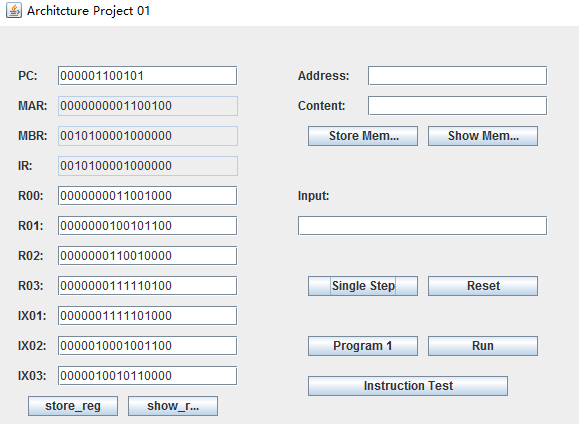 Architcture Project 01
PC: 000001100101 Address:
MAR: 0000000001100100 Content:
MBR: 0010100001000000 Store Mem... Show Mem...
IR: 0010100001000000
R00: 0000000011001000 Input:
R01: 0000000100101100
R02: 0000000110010000
R03: 0000000111110100 Single Step Reset
IX01: 0000001111101000
IX02: 0000010001001100 Program 1 Run
IX03: 0000010010110000 Instruction Test
store_reg show_r...